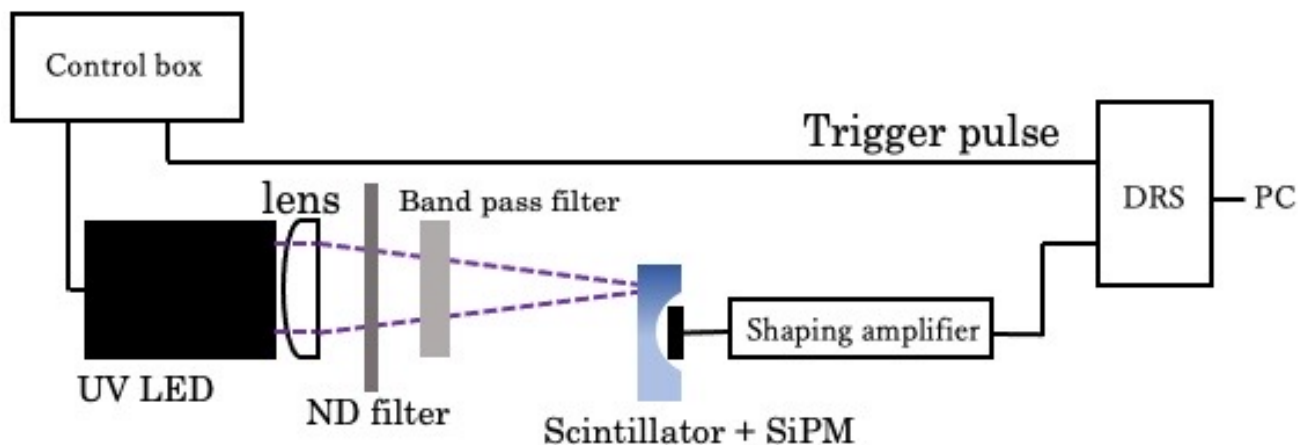 Control box
Trigger pulse
lens
Band pass filter
DRS
PC
Shaping amplifier
UV LED
ND filter
Scintillator + SiPM